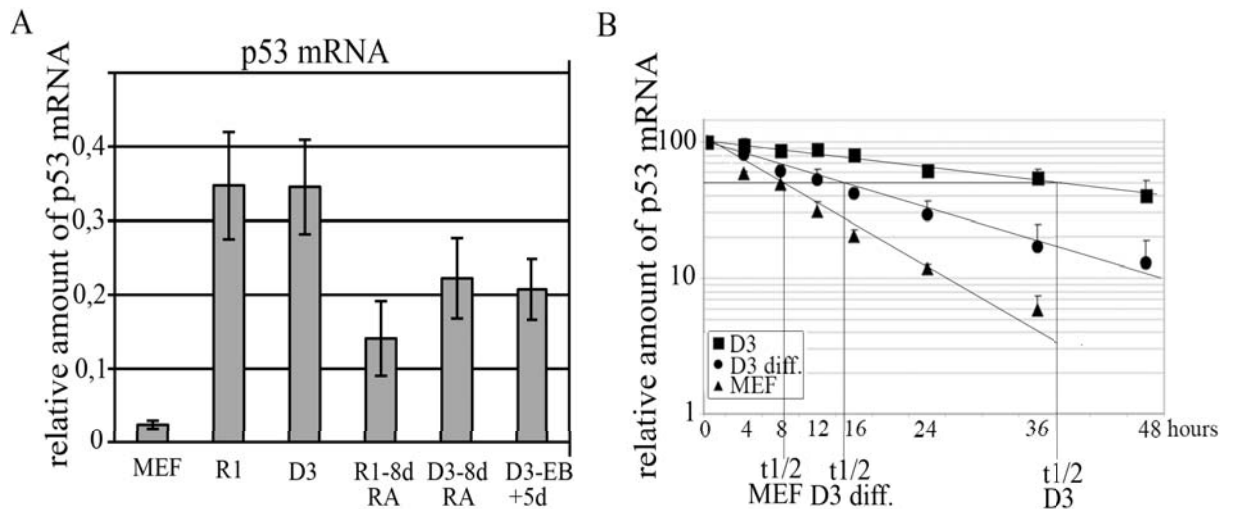 A
p53 mRNA
relative amount of p53 mRNA
0,4
0,3
0,2
0,1
0
MEF R1 D3 R1-8d D3-8d D3-EB
RA RA +5d
B
relative amount of p53 mRNA
100
10
1
D3
D3 diff.
MEF
0 4 8 12 16 24 36 48 hours
t1/2 t1/2 t1/2
MEF D3 diff. D3